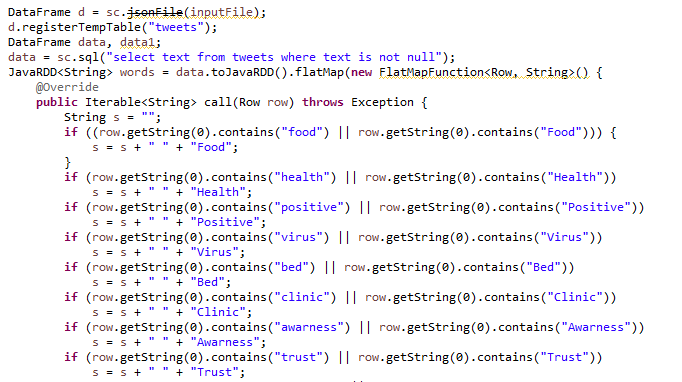 DataFrame d = sc.jsonFile(inputFile);
d.registerTempTable("tweets");
DataFrame data, data1;
data = sc.sql("select text from tweets where text is not null");
JavaRDD<String> words = data.toJavaRDD().flatMap(new FlatMapFunction<Row, String>() {
    @Override
    public Iterable<String> call(Row row) throws Exception {
        String s = "";
        if ((row.getString(0).contains("food") || row.getString(0).contains("Food"))) {
            s = s + " " + "Food";
        }
        if (row.getString(0).contains("health") || row.getString(0).contains("Health"))
            s = s + " " + "Health";
        if (row.getString(0).contains("positive") || row.getString(0).contains("Positive"))
            s = s + " " + "Positive";
        if (row.getString(0).contains("virus") || row.getString(0).contains("Virus"))
            s = s + " " + "Virus";
        if (row.getString(0).contains("bed") || row.getString(0).contains("Bed"))
            s = s + " " + "Bed";
        if (row.getString(0).contains("clinic") || row.getString(0).contains("Clinic"))
            s = s + " " + "Clinic";
        if (row.getString(0).contains("awarness") || row.getString(0).contains("Awarness"))
            s = s + " " + "Awarness";
        if (row.getString(0).contains("trust") || row.getString(0).contains("Trust"))
            s = s + " " + "Trust";